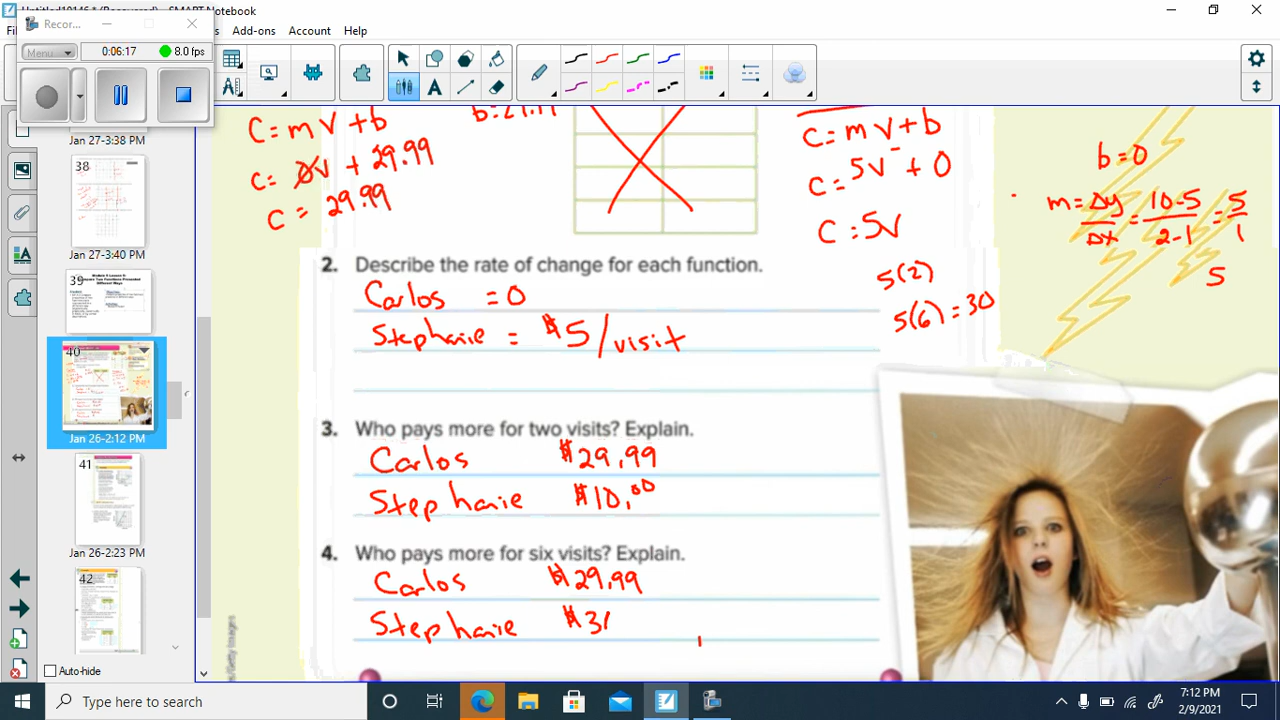 SMART Notebook
Recor...
Add-ons Account Help
Menu 0:06:17 8.0 fps
Jan 27-3:38 PM
38
Jan 27-3:40 PM
39
40
Jan 26-2:12 PM
41
Jan 26-2:23 PM
42
Auto-hide
C = mv + b
C = 0v + 29.99
C = 29.99
C = mv + b
C = 5v + 0
C = 5v
b = 0
m = Δy/Δx = 10-5/2-1 = 5/1
5
5(2)
5(6) = 30
2. Describe the rate of change for each function.
Carlos = 0
Stephanie = $5/visit
3. Who pays more for two visits? Explain.
Carlos $29.99
Stephanie $10.00
4. Who pays more for six visits? Explain.
Carlos $29.99
Stephanie $3
s/Getty Images
Type here to search
7:12 PM
2/9/2021